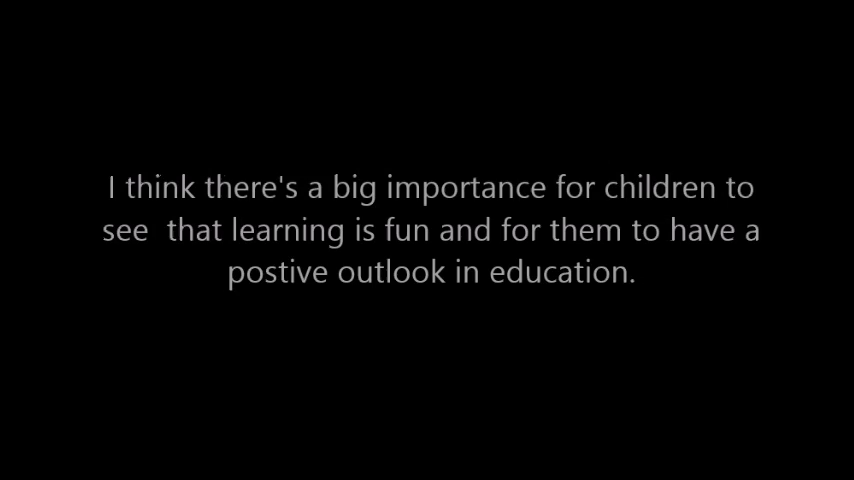 I think there's a big importance for children to
see  that learning is fun and for them to have a
postive outlook in education.